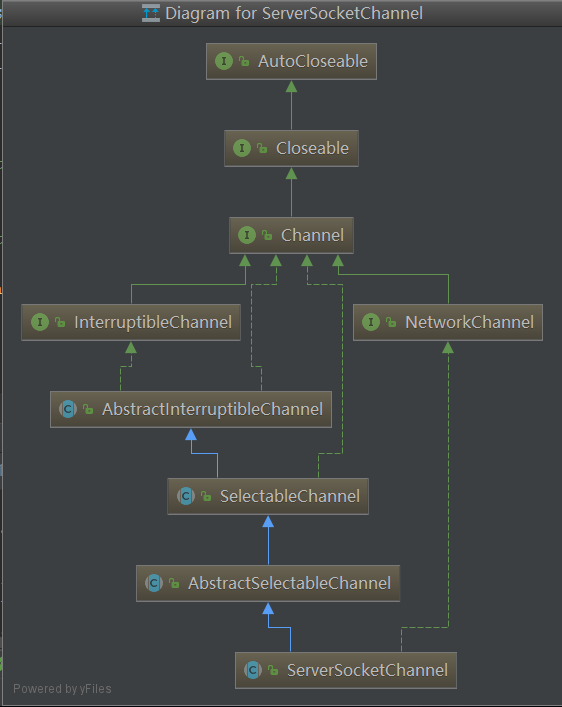 Diagram for ServerSocketChannel
I AutoCloseable
I Closeable
I Channel
I InterruptibleChannel
I NetworkChannel
C AbstractInterruptibleChannel
C SelectableChannel
C AbstractSelectableChannel
C ServerSocketChannel
Powered by yFiles